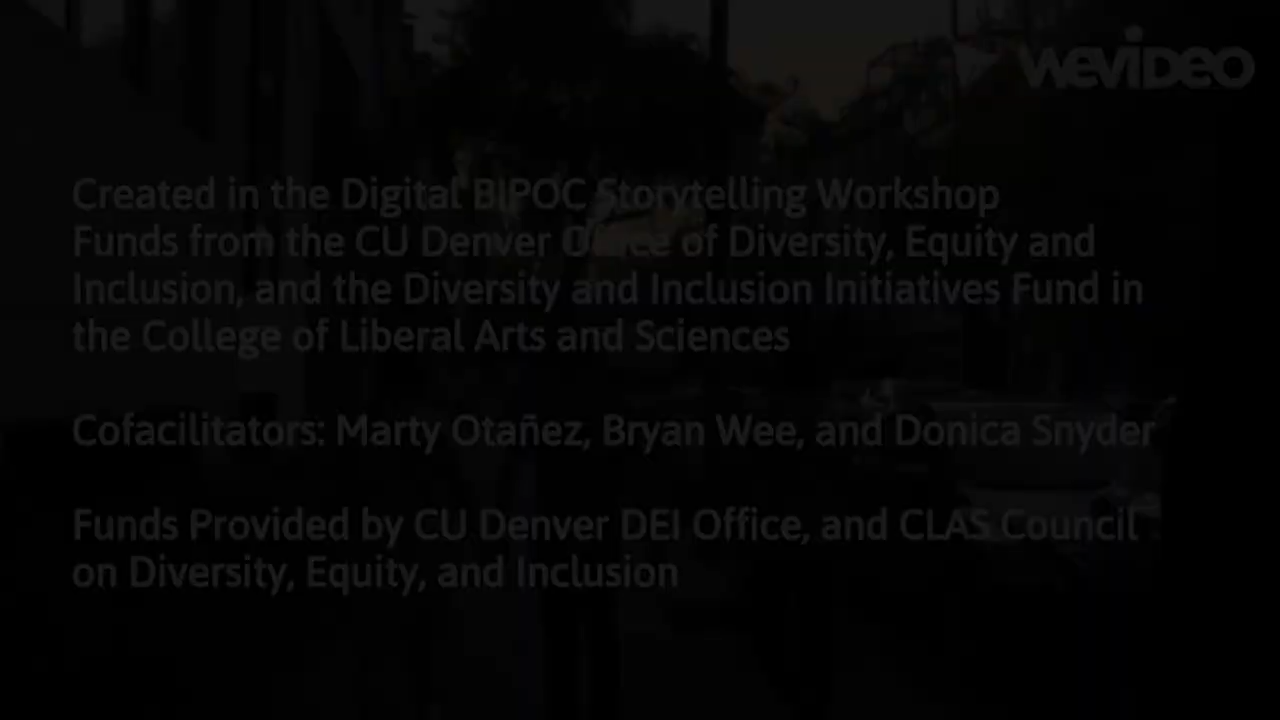 wevideo
Created in the Digital BIPOC Storytelling Workshop
Funds from the CU Denver Office of Diversity, Equity and
Inclusion, and the Diversity and Inclusion Initiatives Fund in
the College of Liberal Arts and Sciences
Cofacilitators: Marty Otañez, Bryan Wee, and Donica Snyder
Funds Provided by CU Denver DEI Office, and CLAS Council
on Diversity, Equity, and Inclusion